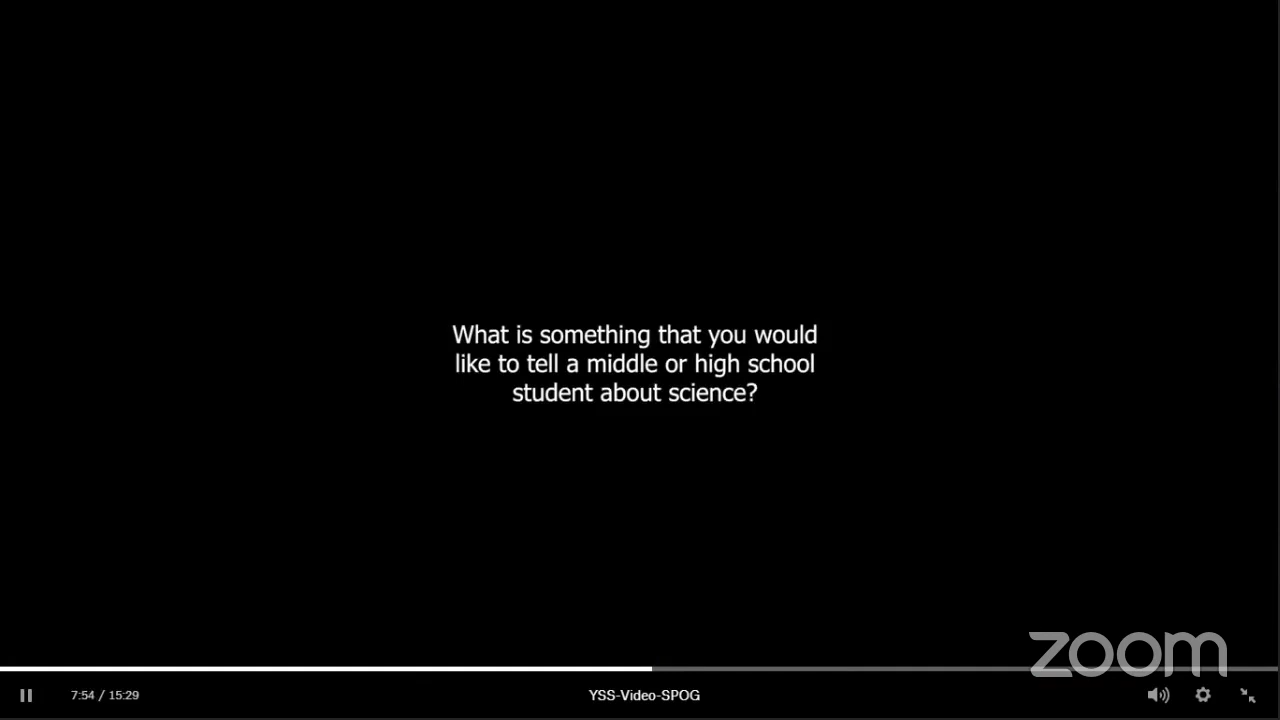 What is something that you would
like to tell a middle or high school
student about science?
zoom
7:54 / 15:29
YSS-Video-SPOG